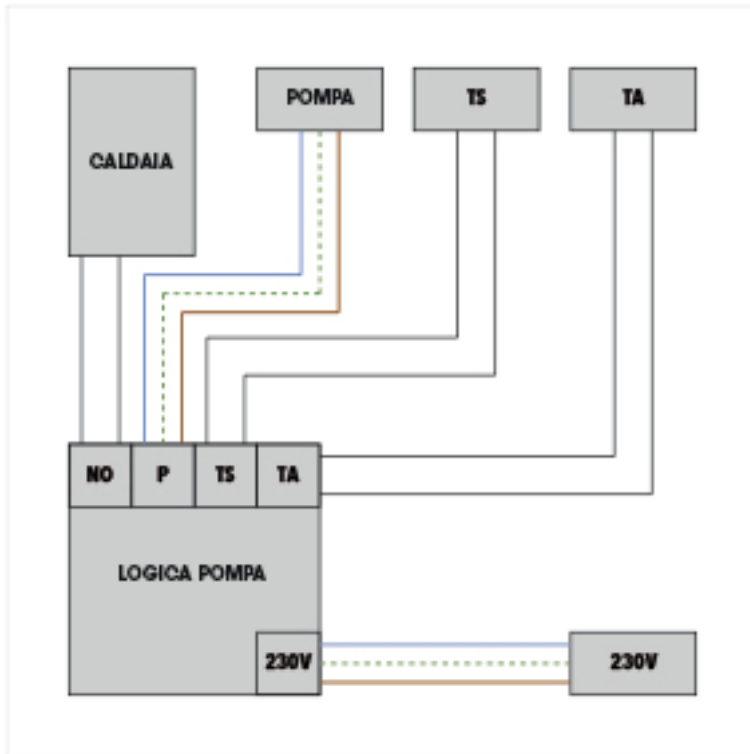 CALDAIA
POMPA
TS
TA
NO
P
TS
TA
LOGICA POMPA
230V
230V